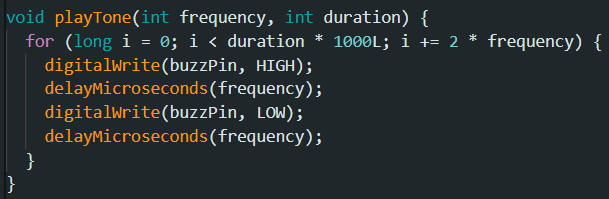 void playTone(int frequency, int duration) {
  for (long i = 0; i < duration * 1000L; i += 2 * frequency) {
    digitalWrite(buzzPin, HIGH);
    delayMicroseconds(frequency);
    digitalWrite(buzzPin, LOW);
    delayMicroseconds(frequency);
  }
}